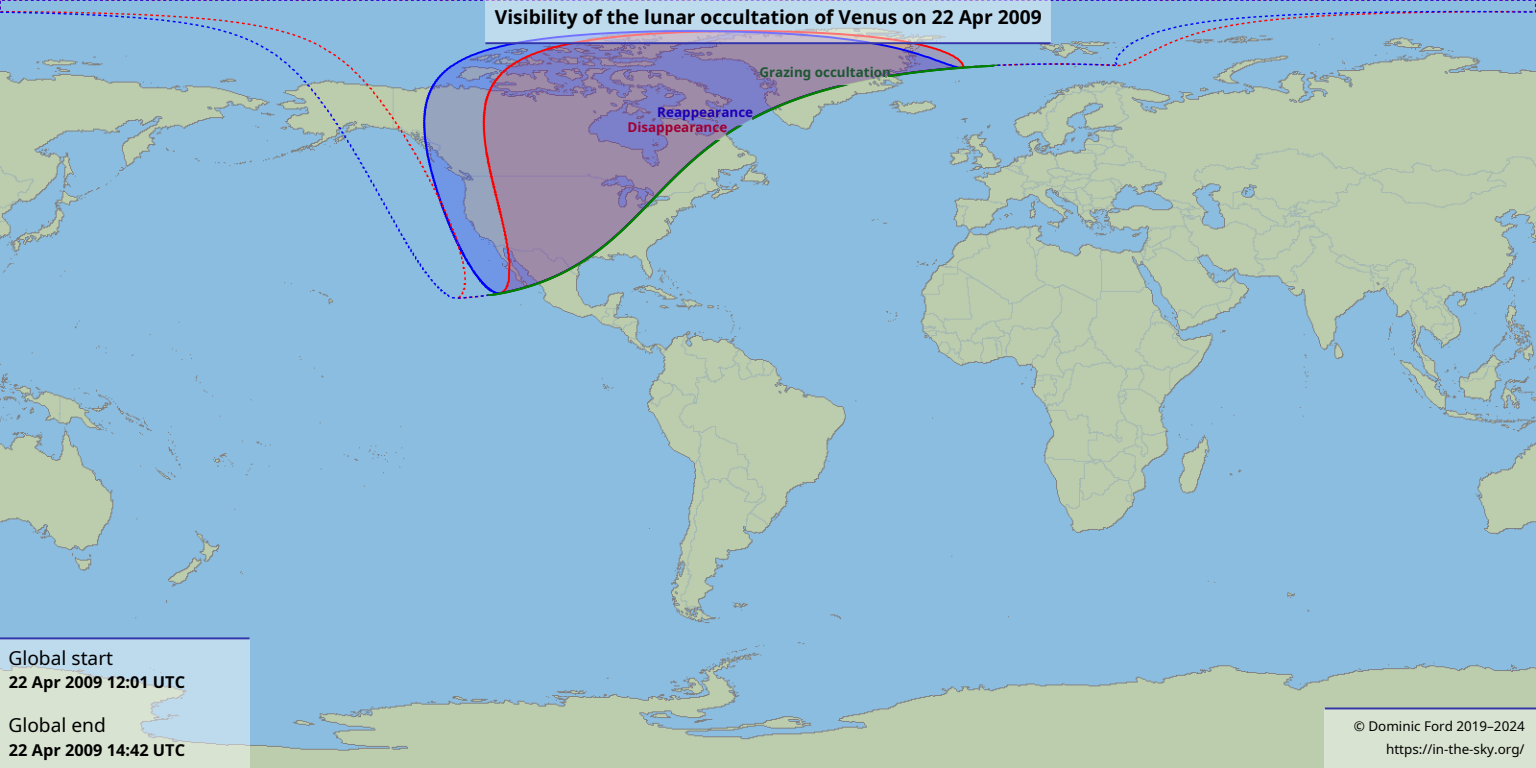 Visibility of the lunar occultation of Venus on 22 Apr 2009
Grazing occultation
Reappearance
Disappearance
Global start
22 Apr 2009 12:01 UTC
Global end
22 Apr 2009 14:42 UTC
© Dominic Ford 2019–2024
https://in-the-sky.org/